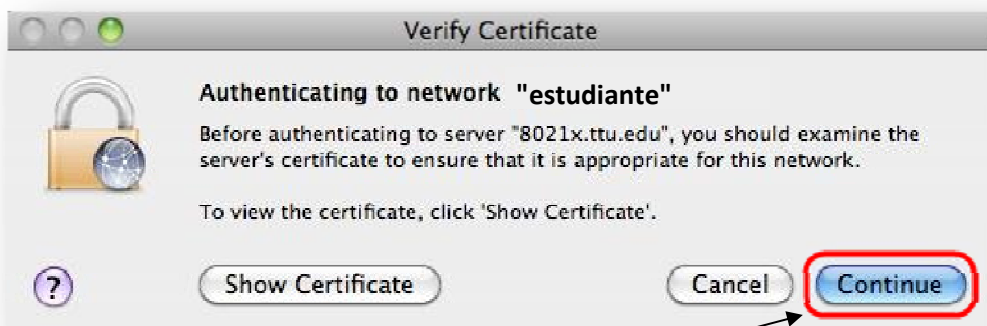 Verify Certificate
Authenticating to network "estudiante"
Before authenticating to server "8021x.ttu.edu", you should examine the
server's certificate to ensure that it is appropriate for this network.
To view the certificate, click 'Show Certificate'.
?
Show Certificate
Cancel
Continue